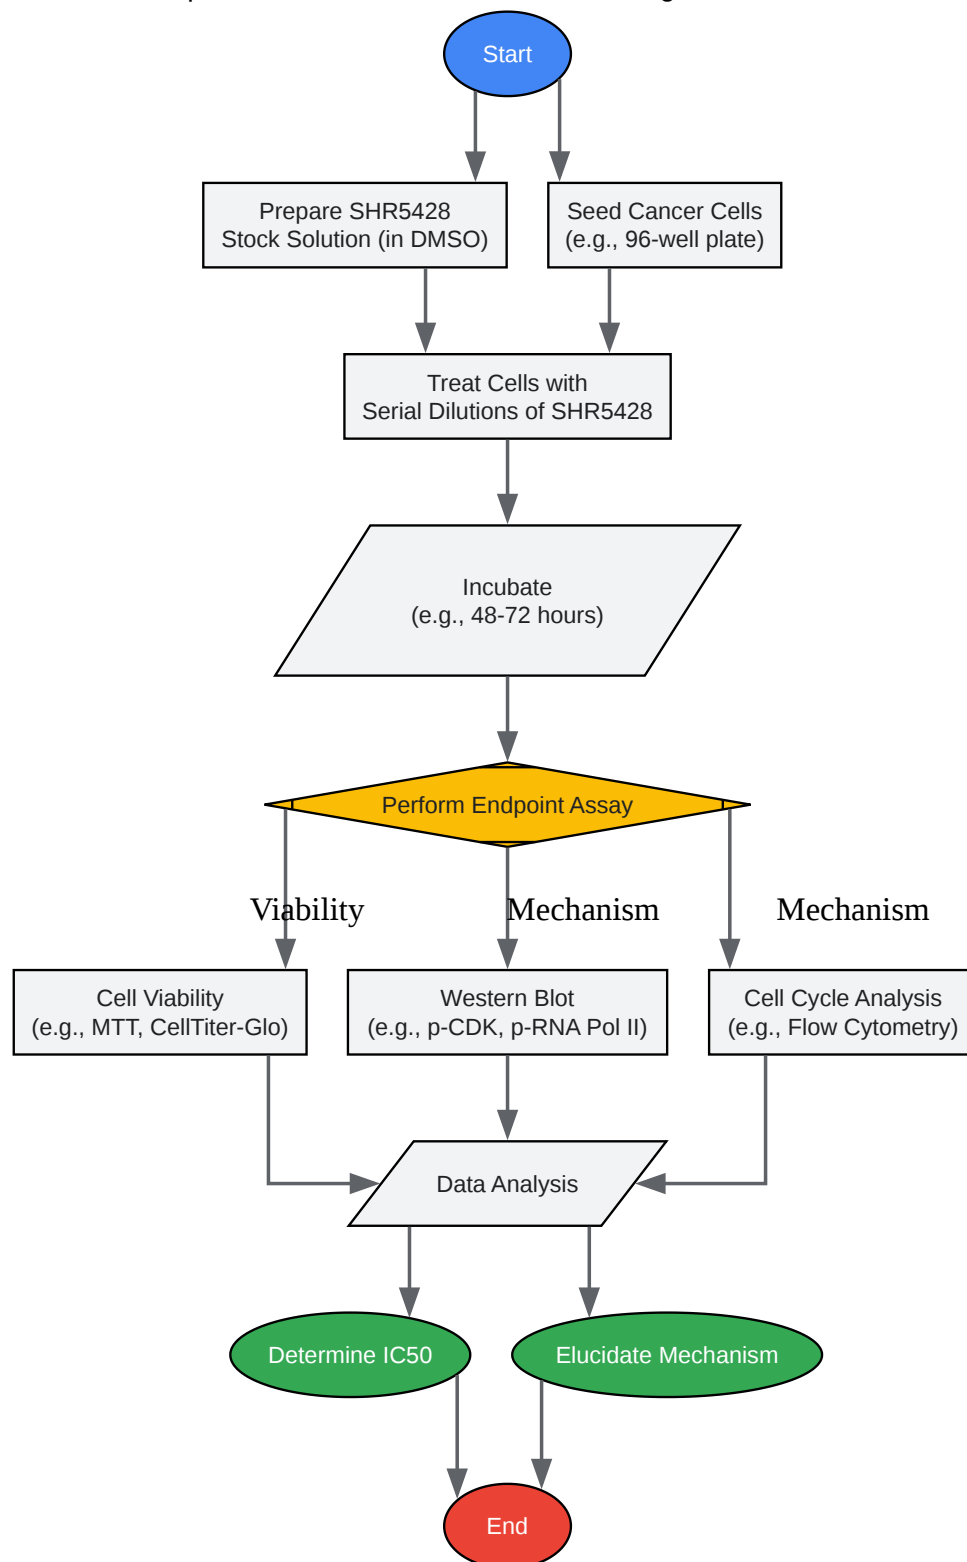 Start
Prepare SHR5428
Stock Solution (in DMSO)
Seed Cancer Cells
(e.g., 96-well plate)
Treat Cells with
Serial Dilutions of SHR5428
Incubate
(e.g., 48-72 hours)
Perform Endpoint Assay
Viability
Mechanism
Mechanism
Cell Viability
(e.g., MTT, CellTiter-Glo)
Western Blot
(e.g., p-CDK, p-RNA Pol II)
Cell Cycle Analysis
(e.g., Flow Cytometry)
Data Analysis
Determine IC50
Elucidate Mechanism
End